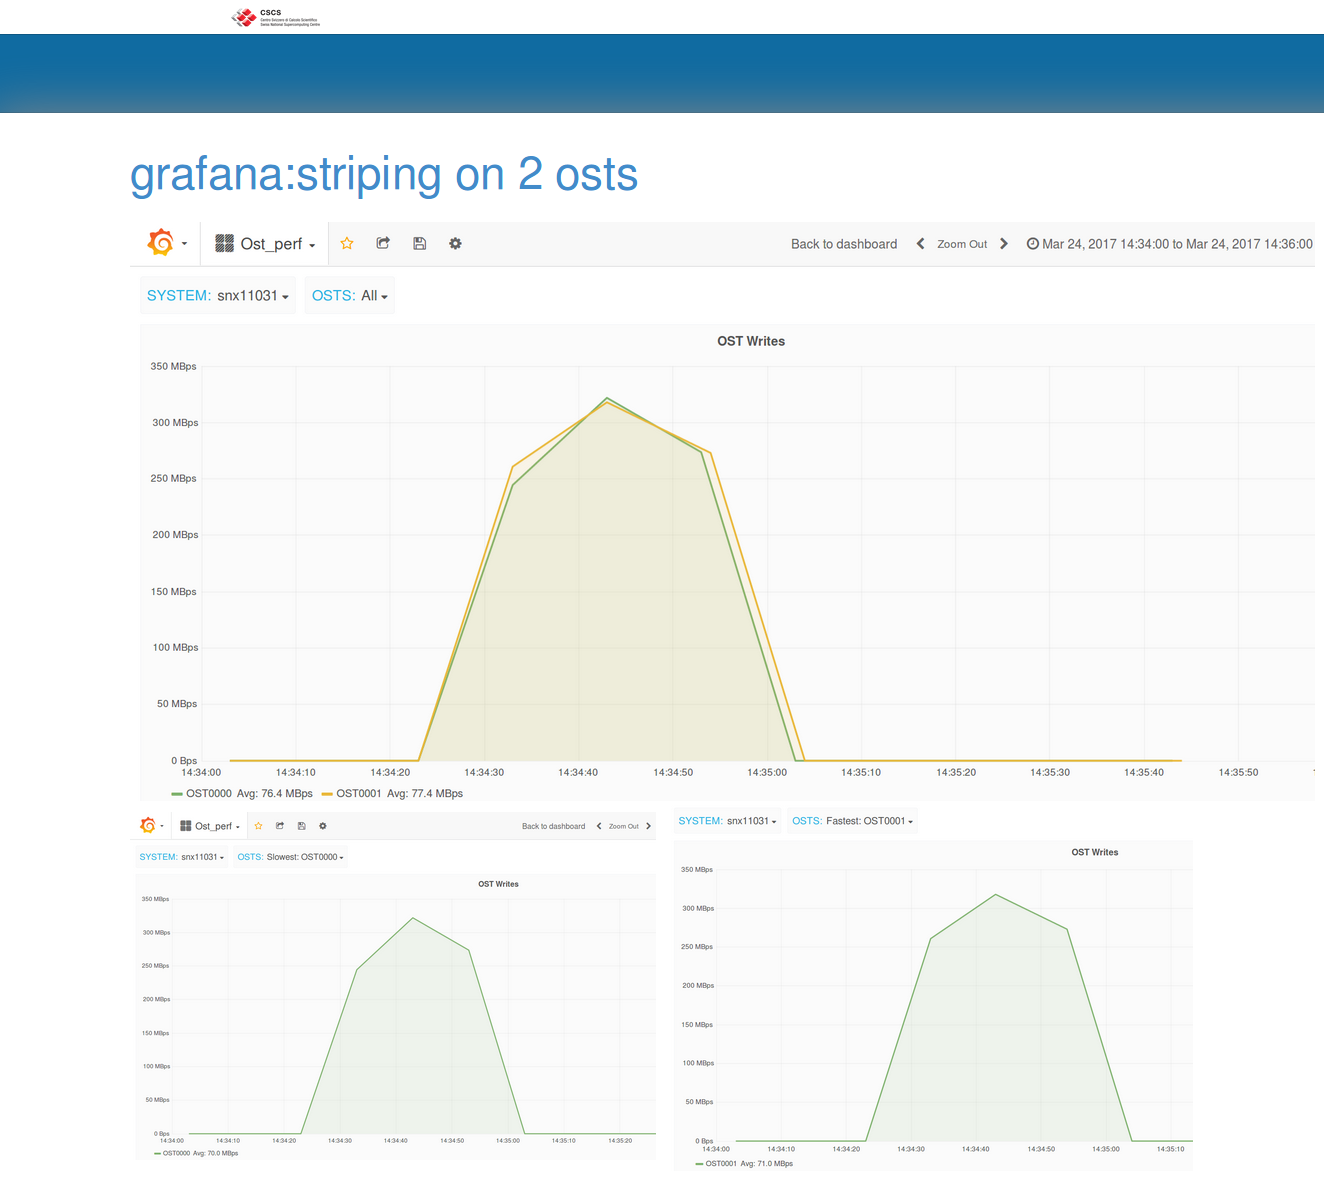 CSCS
Centro Svizzero di Calcolo Scientifico
Swiss National Supercomputing Centre
grafana:striping on 2 osts
Ost_perf
Back to dashboard Zoom Out Mar 24, 2017 14:34:00 to Mar 24, 2017 14:36:00
SYSTEM: snx11031 OSTS: All
OST Writes
350 MBps
300 MBps
250 MBps
200 MBps
150 MBps
100 MBps
50 MBps
0 Bps
14:34:00 14:34:10 14:34:20 14:34:30 14:34:40 14:34:50 14:35:00 14:35:10 14:35:20 14:35:30 14:35:40 14:35:50
OST0000 Avg: 76.4 MBps OST0001 Avg: 77.4 MBps
Ost_perf Back to dashboard Zoom Out
SYSTEM: snx11031 OSTS: Slowest: OST0000
OST Writes
350 MBps
300 MBps
250 MBps
200 MBps
150 MBps
100 MBps
50 MBps
0 Bps
14:34:00 14:34:10 14:34:20 14:34:30 14:34:40 14:34:50 14:35:00 14:35:10 14:35:20
OST0000 Avg: 70.0 MBps
SYSTEM: snx11031 OSTS: Fastest: OST0001
OST Writes
350 MBps
300 MBps
250 MBps
200 MBps
150 MBps
100 MBps
50 MBps
0 Bps
14:34:00 14:34:10 14:34:20 14:34:30 14:34:40 14:34:50 14:35:00 14:35:10
OST0001 Avg: 71.0 MBps